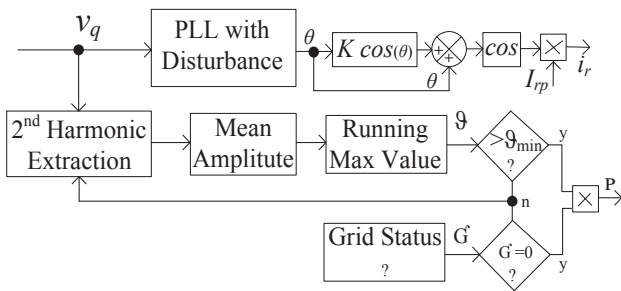 v_q
PLL with
Disturbance
θ
K cos(θ)
+
+
θ
cos
I_rp
i_r
2nd Harmonic
Extraction
Mean
Amplitude
Running
Max Value
ϑ
>ϑ_min
?
y
n
P
Grid Status
?
G
G=0
?
y